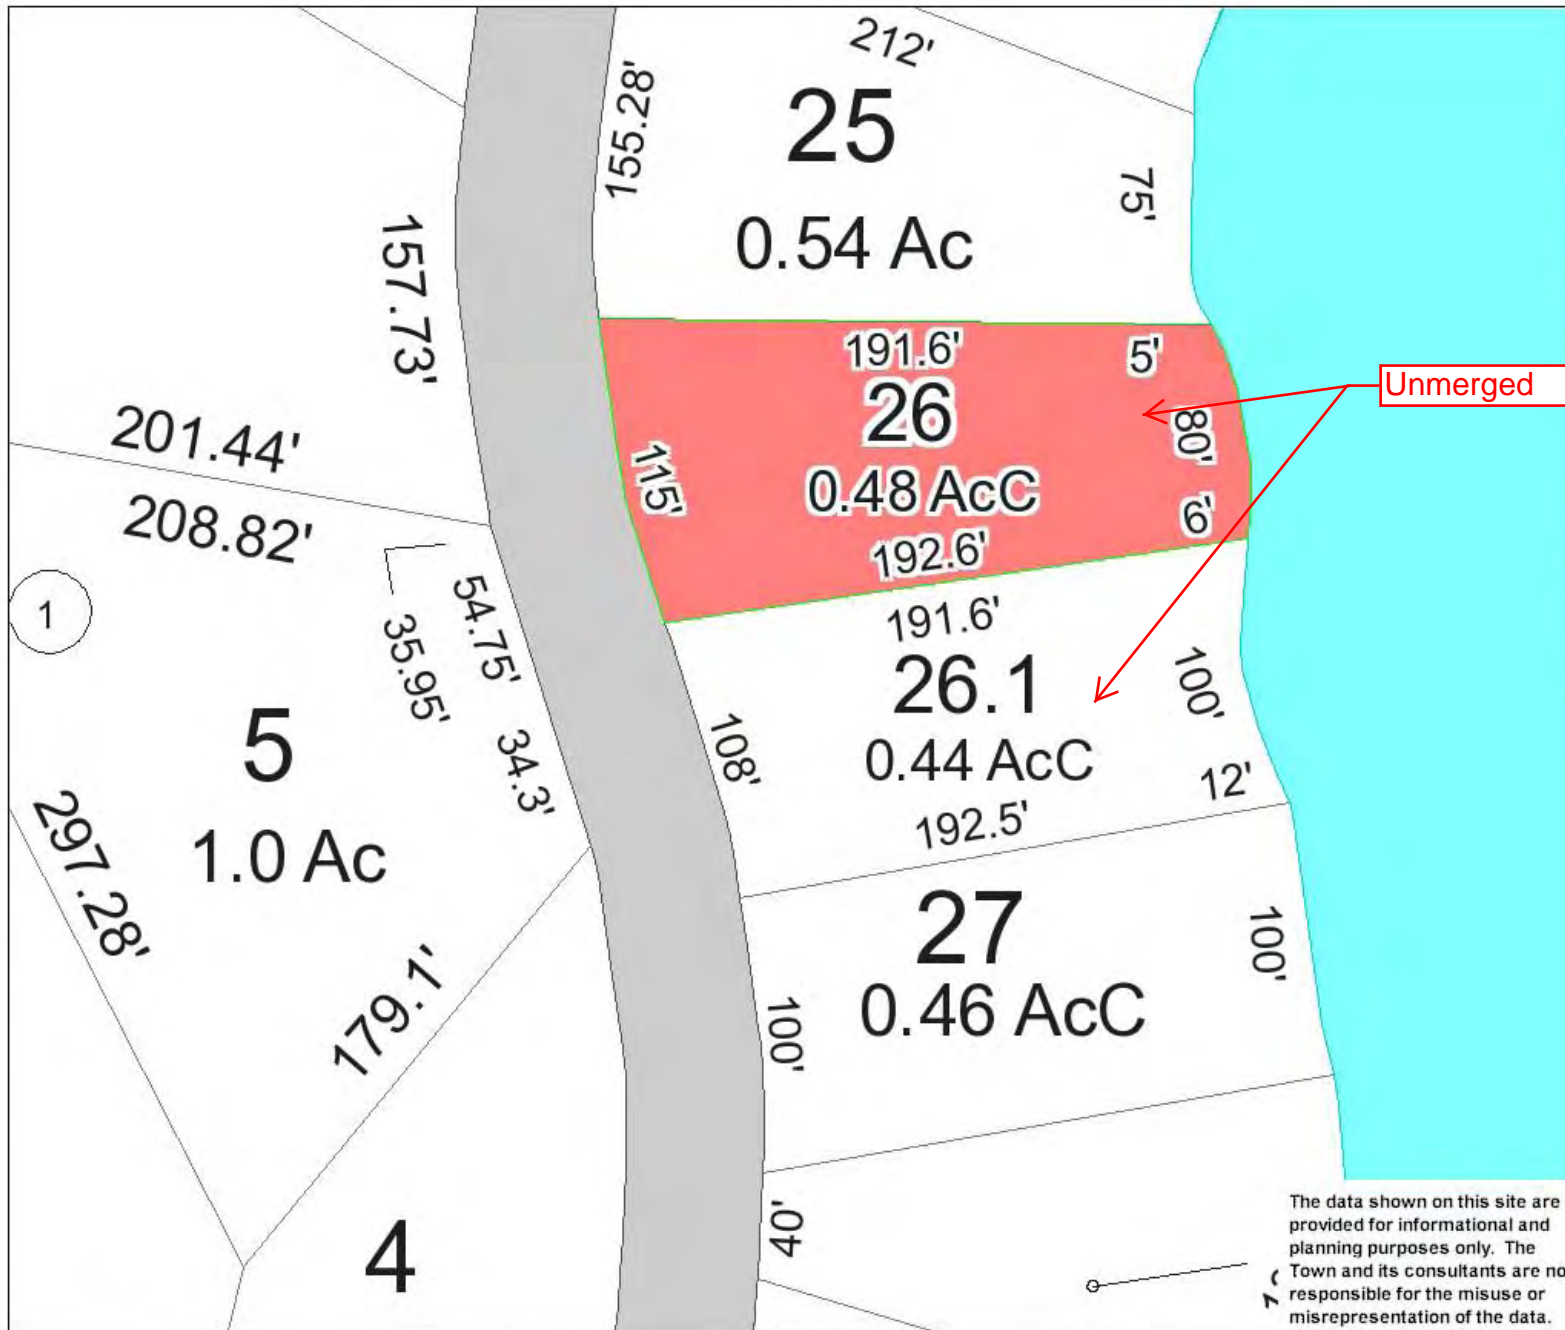 212'
155.28'
25
75'
0.54 Ac
157.73'
191.6'
5'
Unmerged
26
80'
201.44'
115'
0.48 AcC
6'
208.82'
192.6'
1
54.75'
35.95'
191.6'
26.1
100'
5
34.3'
108'
0.44 AcC
12'
297.28'
1.0 Ac
192.5'
27
100'
179.1'
0.46 AcC
100'
4
40'
The data shown on this site are
provided for informational and
planning purposes only. The
Town and its consultants are no
responsible for the misuse or
misrepresentation of the data.